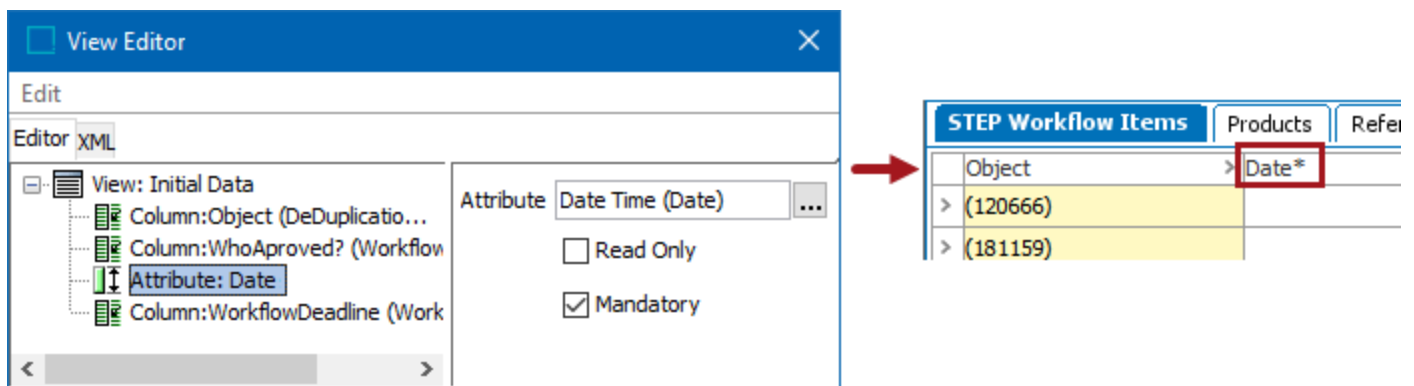 View Editor
Edit
Editor XML
View: Initial Data
Column:Object (DeDuplicatio...
Column:WhoAproved? (Workflow
Attribute: Date
Column:WorkflowDeadline (Work
Attribute Date Time (Date) ...
Read Only
Mandatory
STEP Workflow Items Products Refer
Object > Date*
> (120666)
> (181159)